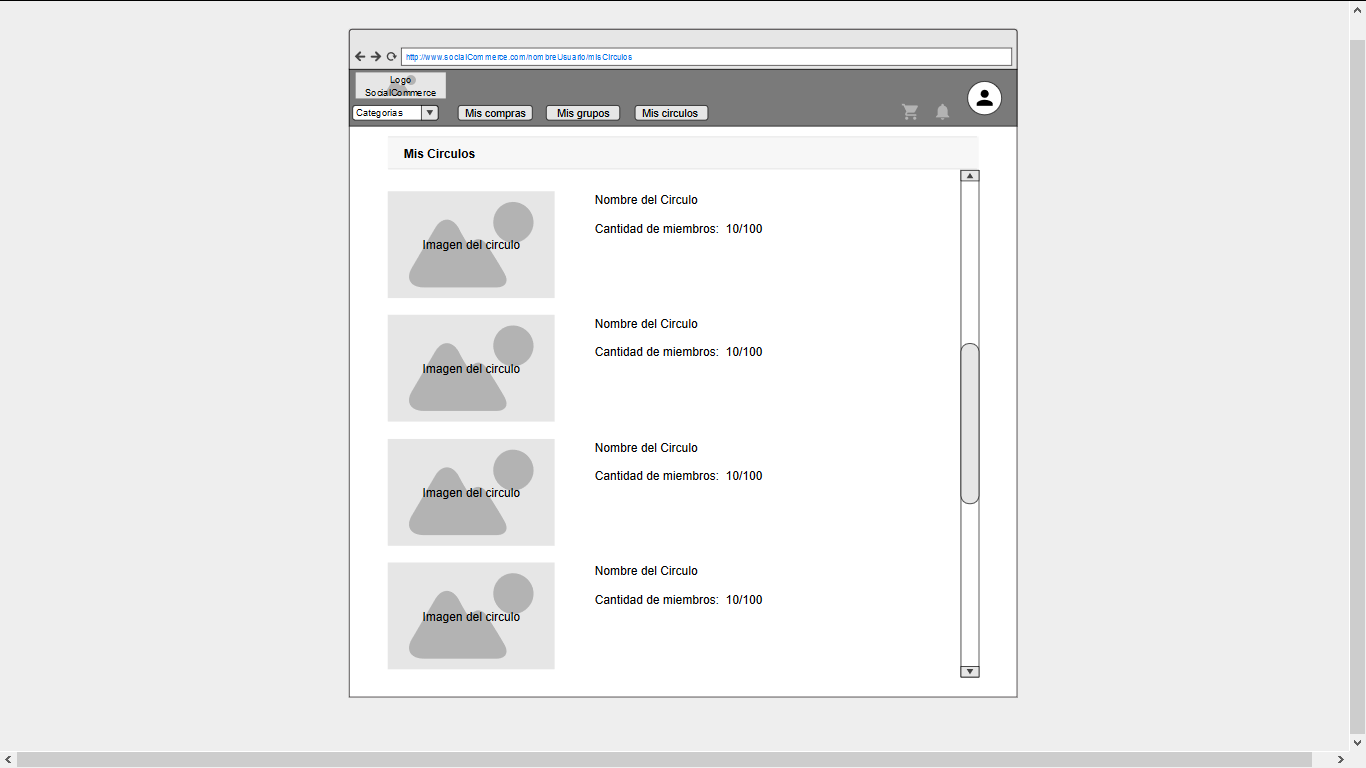 http://www.socialCommerce.com/nombreUsuario/misCirculos
Logo
SocialCommerce
Categorias
Mis compras
Mis grupos
Mis circulos
Mis Circulos
Imagen del circulo
Nombre del Circulo
Cantidad de miembros: 10/100
Imagen del circulo
Nombre del Circulo
Cantidad de miembros: 10/100
Imagen del circulo
Nombre del Circulo
Cantidad de miembros: 10/100
Imagen del circulo
Nombre del Circulo
Cantidad de miembros: 10/100